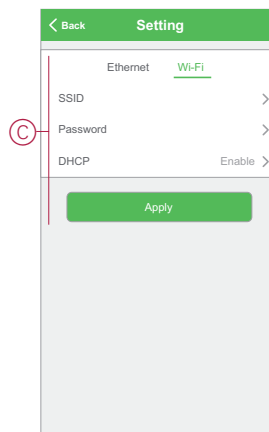 Back Setting
Ethernet Wi-Fi
SSID
C Password
DHCP Enable
Apply